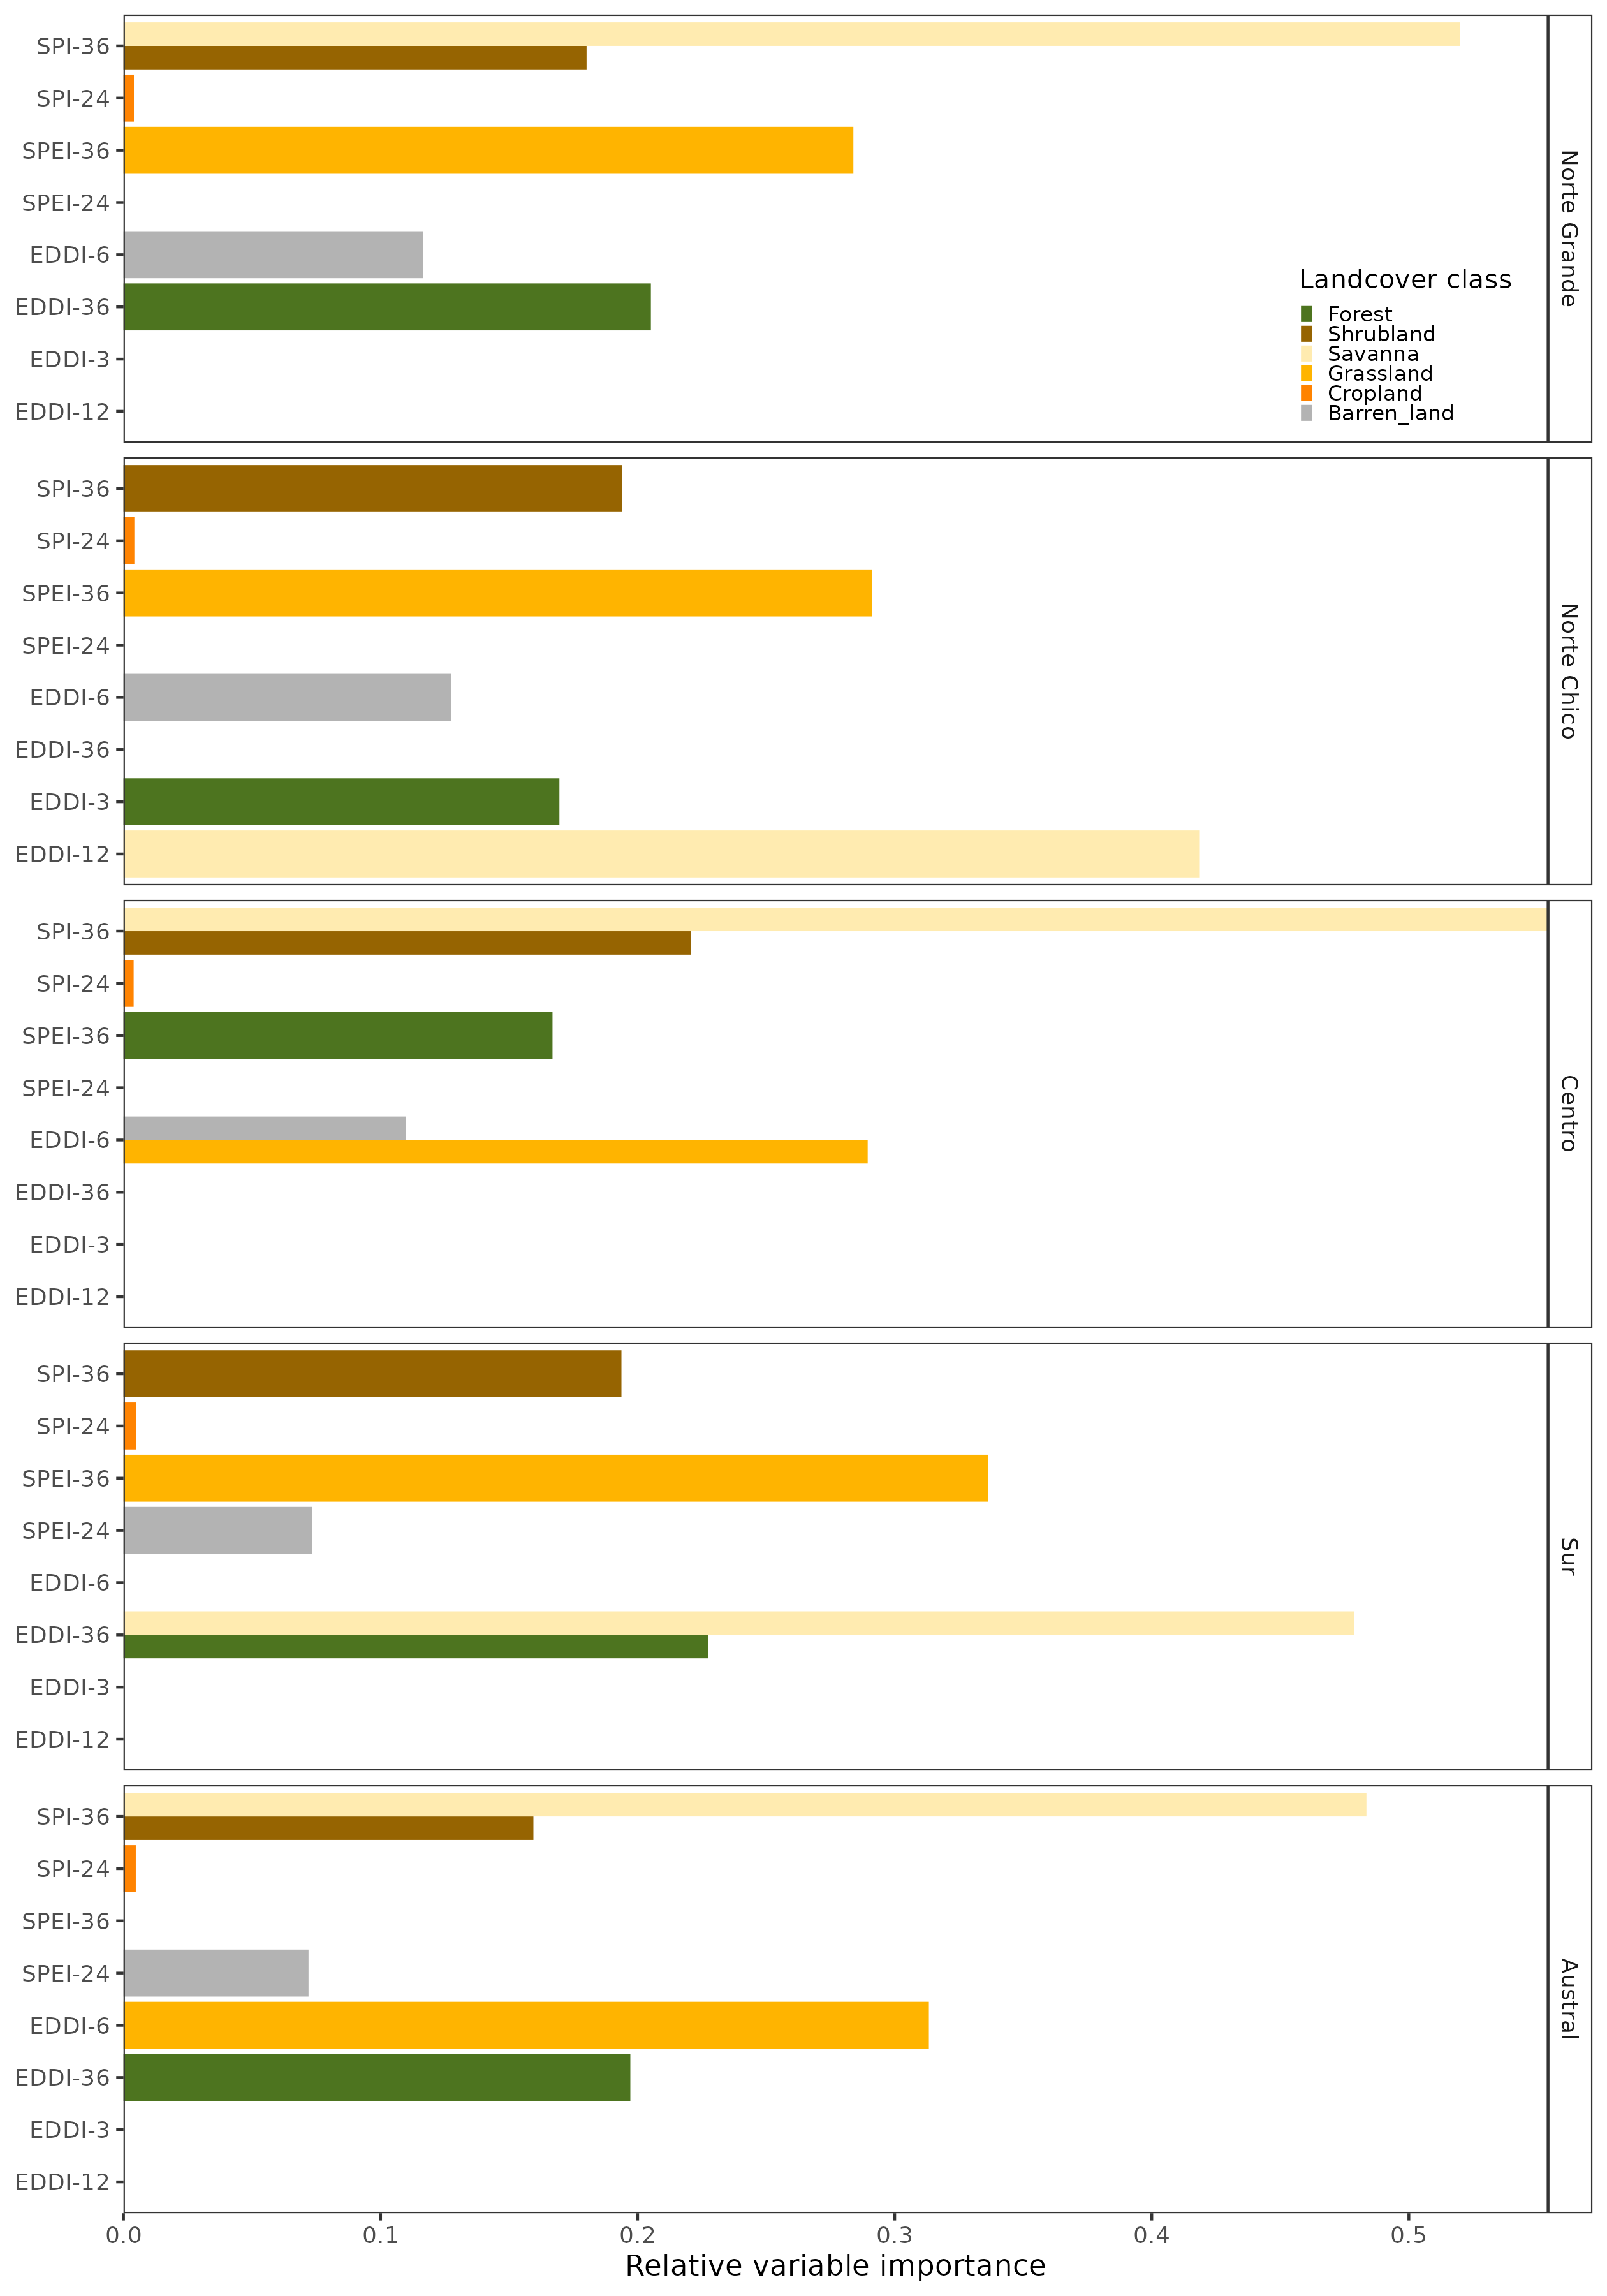 SPI-36
SPI-24
SPEI-36
SPEI-24
EDDI-6
EDDI-36
EDDI-3
EDDI-12
Norte Grande
Landcover class
Forest
Shrubland
Savanna
Grassland
Cropland
Barren_land
SPI-36
SPI-24
SPEI-36
SPEI-24
EDDI-6
EDDI-36
EDDI-3
EDDI-12
Norte Chico
SPI-36
SPI-24
SPEI-36
SPEI-24
EDDI-6
EDDI-36
EDDI-3
EDDI-12
Centro
SPI-36
SPI-24
SPEI-36
SPEI-24
EDDI-6
EDDI-36
EDDI-3
EDDI-12
Sur
SPI-36
SPI-24
SPEI-36
SPEI-24
EDDI-6
EDDI-36
EDDI-3
EDDI-12
Austral
0.0 0.1 0.2 0.3 0.4 0.5
Relative variable importance